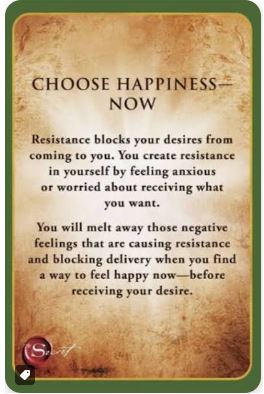 CHOOSE HAPPINESS—
NOW
Resistance blocks your desires from
coming to you. You create resistance
in yourself by feeling anxious
or worried about receiving what
you want.
You will melt away those negative
feelings that are causing resistance
and blocking delivery when you find
a way to feel happy now—before
receiving your desire.
Secret